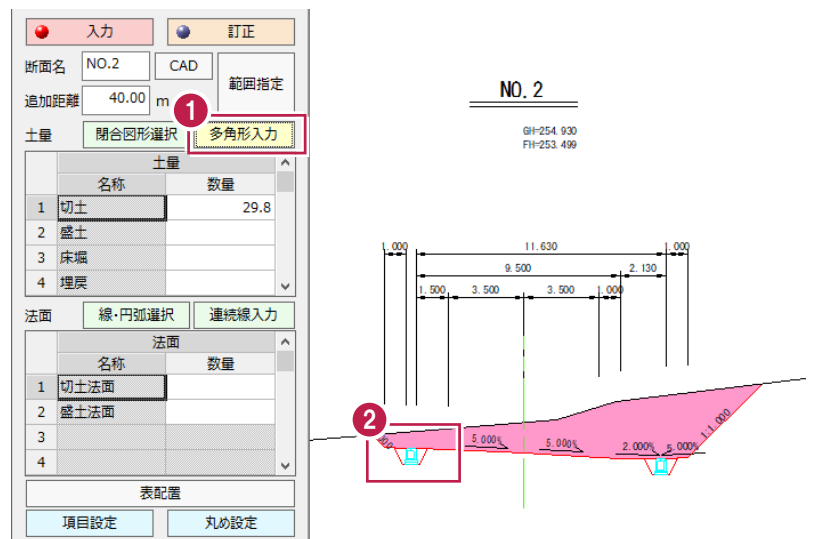 入力 訂正
断面名 NO.2 CAD 範囲指定
追加距離 40.00 m
1
土量 閉合図形選択 多角形入力
土量
名称 数量
1 切土 29.8
2 盛土
3 床堀
4 埋戻
法面 線・円弧選択 連続線入力
法面
名称 数量
1 切土法面
2 盛土法面
3
4
表配置
項目設定 丸め設定
NO. 2
GH=254. 930
FH=253. 499
1. 000 11. 630 1. 000
9. 500 2. 130
1. 500 3. 500 3. 500 1. 000
2
5. 000% 5. 000% 2. 000% 5. 000%
1:1. 000